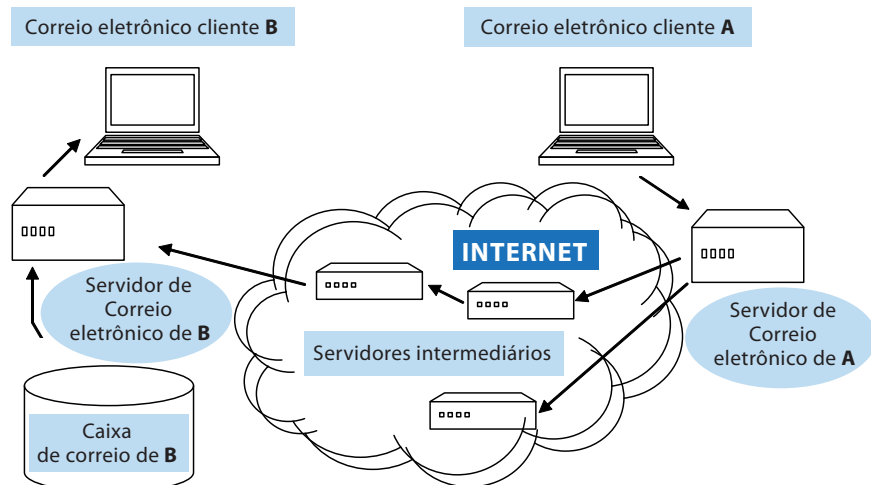 Correio eletrônico cliente B
Correio eletrônico cliente A
INTERNET
Servidor de
Correio
eletrônico de B
Servidores intermediários
Servidor de
Correio
eletrônico de A
Caixa
de correio de B